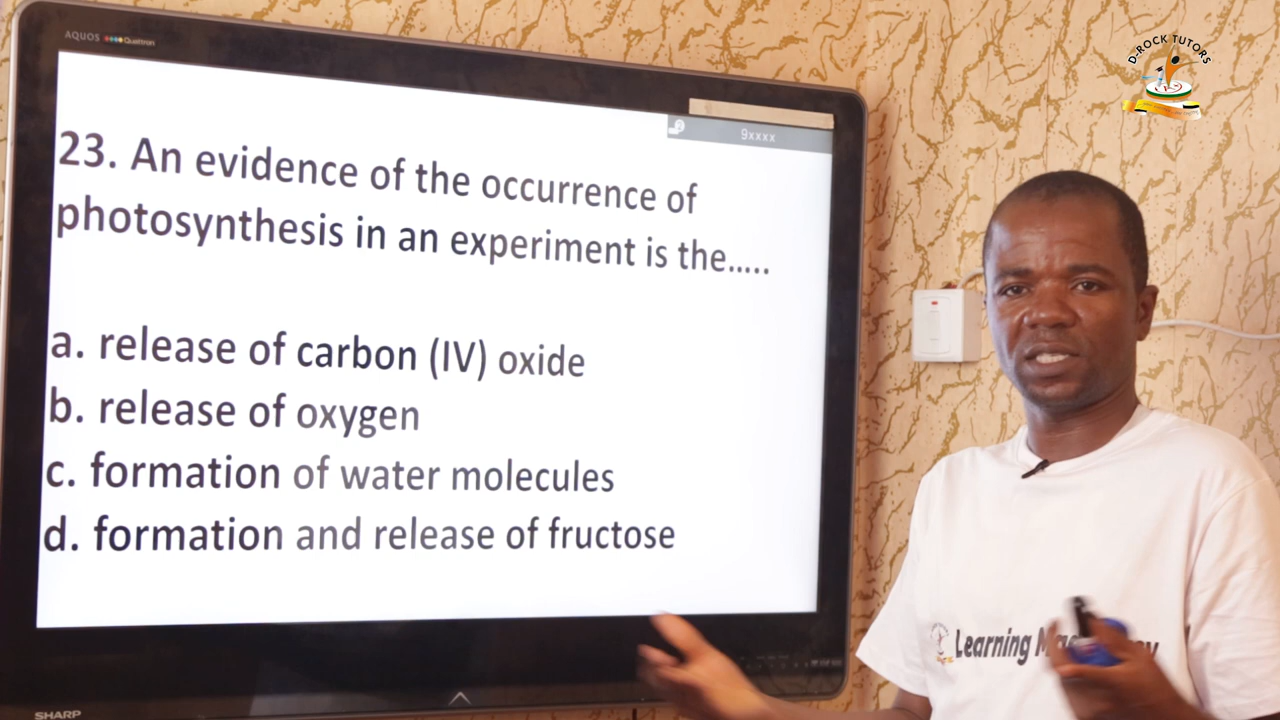 AQUOS Quattron
D-ROCK TUTORS
9xxxx
23. An evidence of the occurrence of
photosynthesis in an experiment is the.....
a. release of carbon (IV) oxide
b. release of oxygen
c. formation of water molecules
d. formation and release of fructose
Learning
SHARP